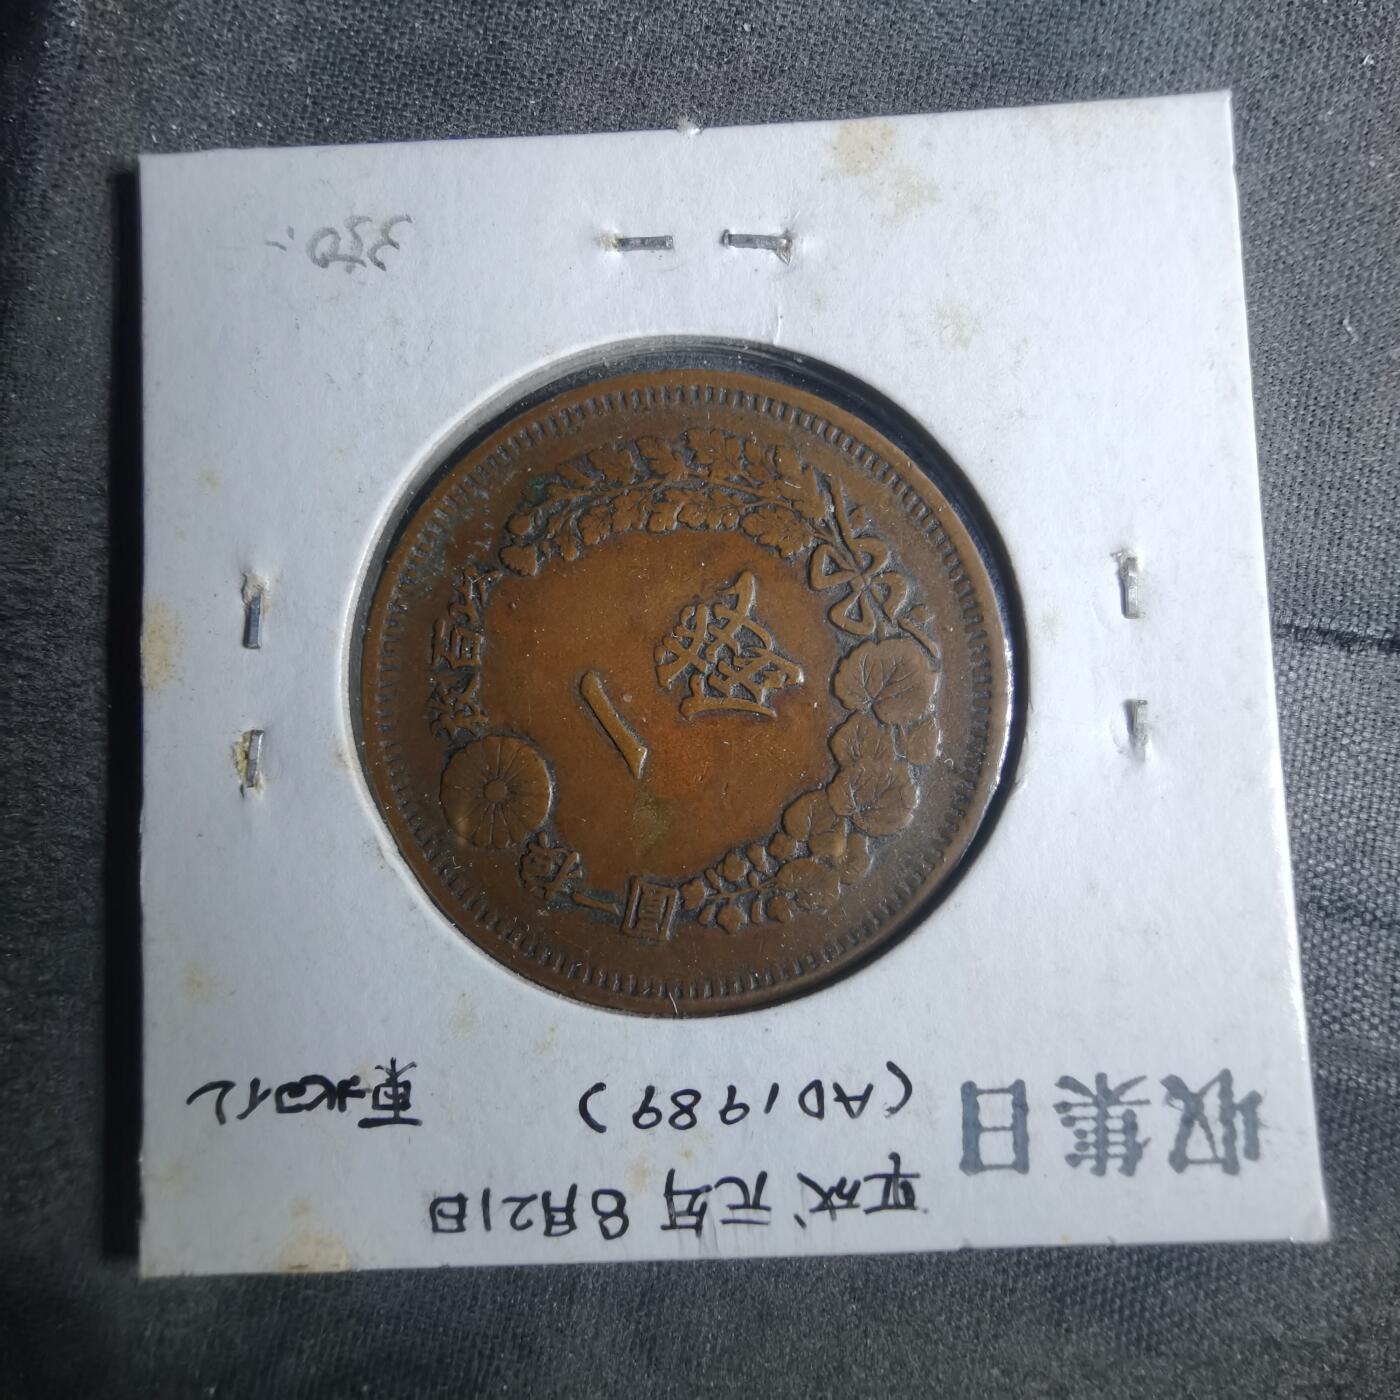 収集日 平成 元年 8月21日
(AD1989)
以百枚換一圓
一錢